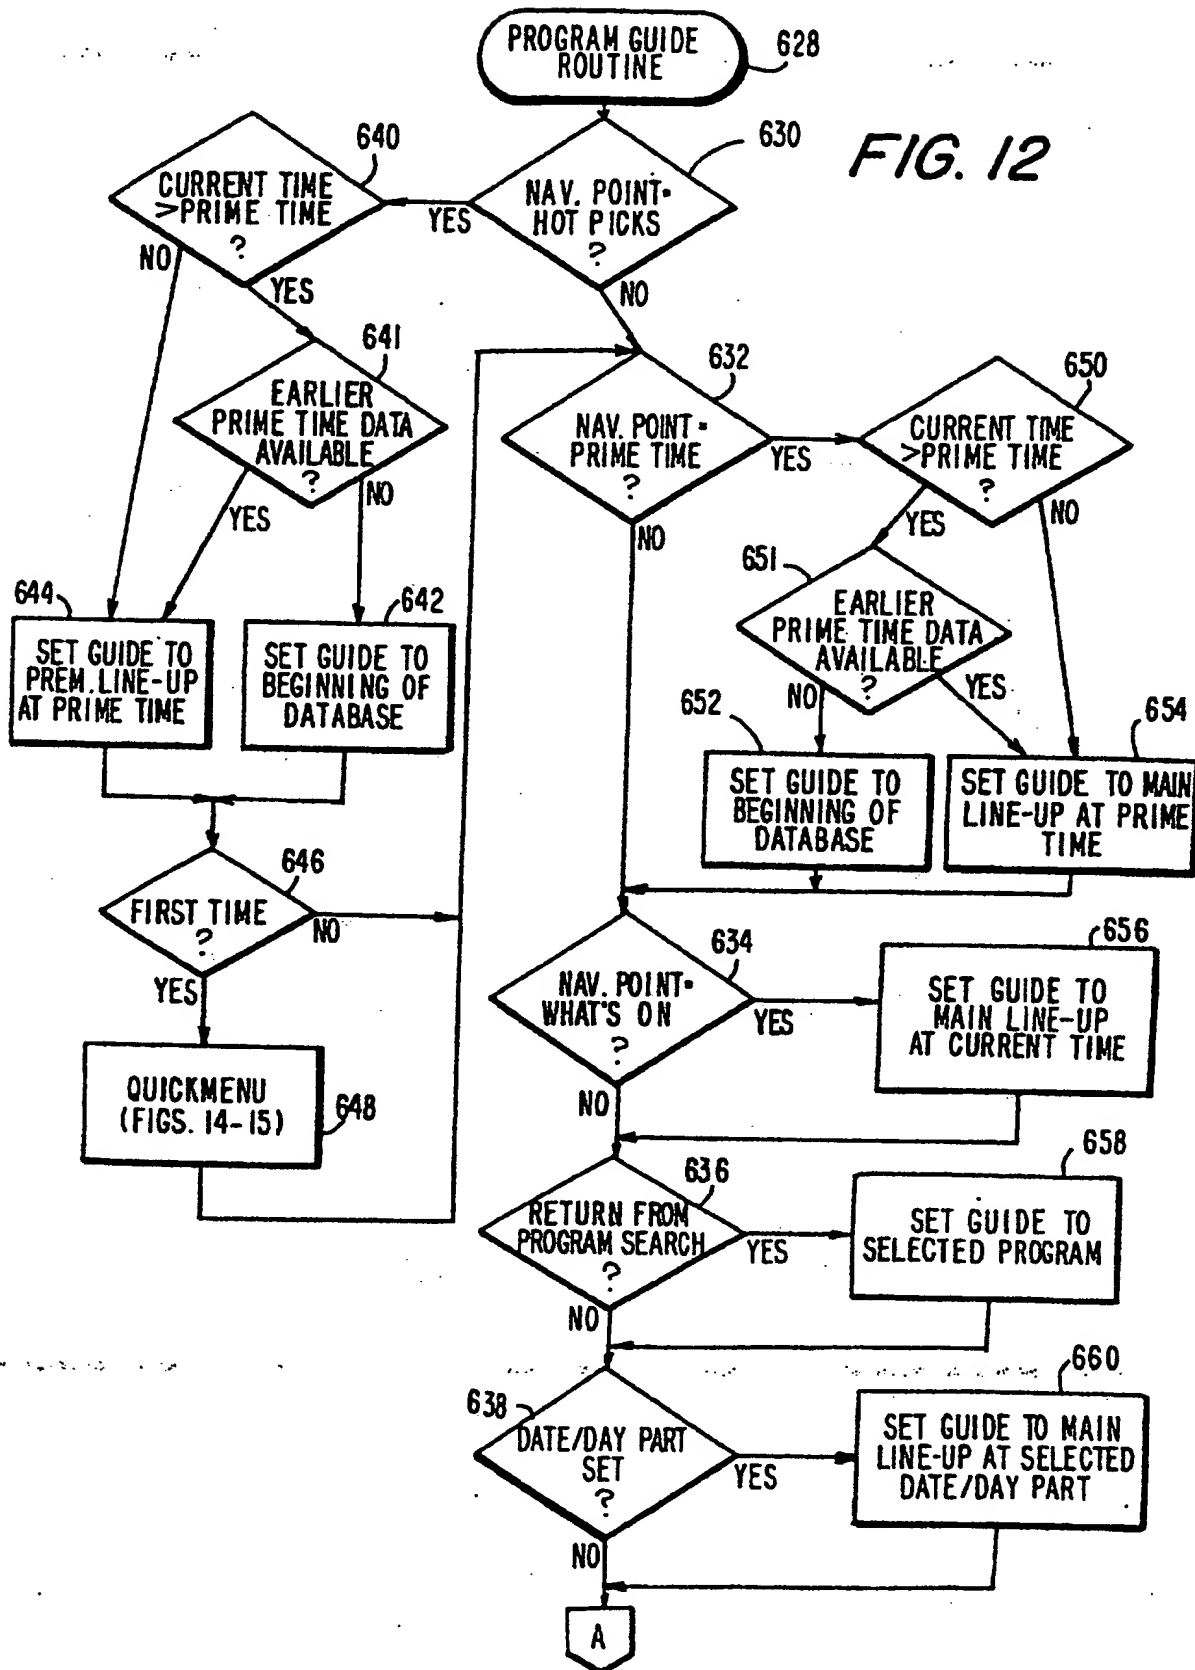 PROGRAM GUIDE
ROUTINE
628
FIG. 12
630
NAV. POINT=
HOT PICKS
?
YES
NO
640
CURRENT TIME
>PRIME TIME
?
NO
YES
641
EARLIER
PRIME TIME DATA
AVAILABLE
?
YES
NO
644
SET GUIDE TO
PREM. LINE-UP
AT PRIME TIME
642
SET GUIDE TO
BEGINNING OF
DATABASE
646
FIRST TIME
?
NO
YES
QUICKMENU
(FIGS. 14-15)
648
632
NAV. POINT=
PRIME TIME
?
YES
NO
650
CURRENT TIME
>PRIME TIME
?
YES
NO
651
EARLIER
PRIME TIME DATA
AVAILABLE
?
NO
YES
652
SET GUIDE TO
BEGINNING OF
DATABASE
654
SET GUIDE TO MAIN
LINE-UP AT PRIME
TIME
634
NAV. POINT=
WHAT'S ON
?
YES
NO
656
SET GUIDE TO
MAIN LINE-UP
AT CURRENT TIME
636
RETURN FROM
PROGRAM SEARCH
?
YES
NO
658
SET GUIDE TO
SELECTED PROGRAM
638
DATE/DAY PART
SET
?
YES
NO
660
SET GUIDE TO MAIN
LINE-UP AT SELECTED
DATE/DAY PART
A